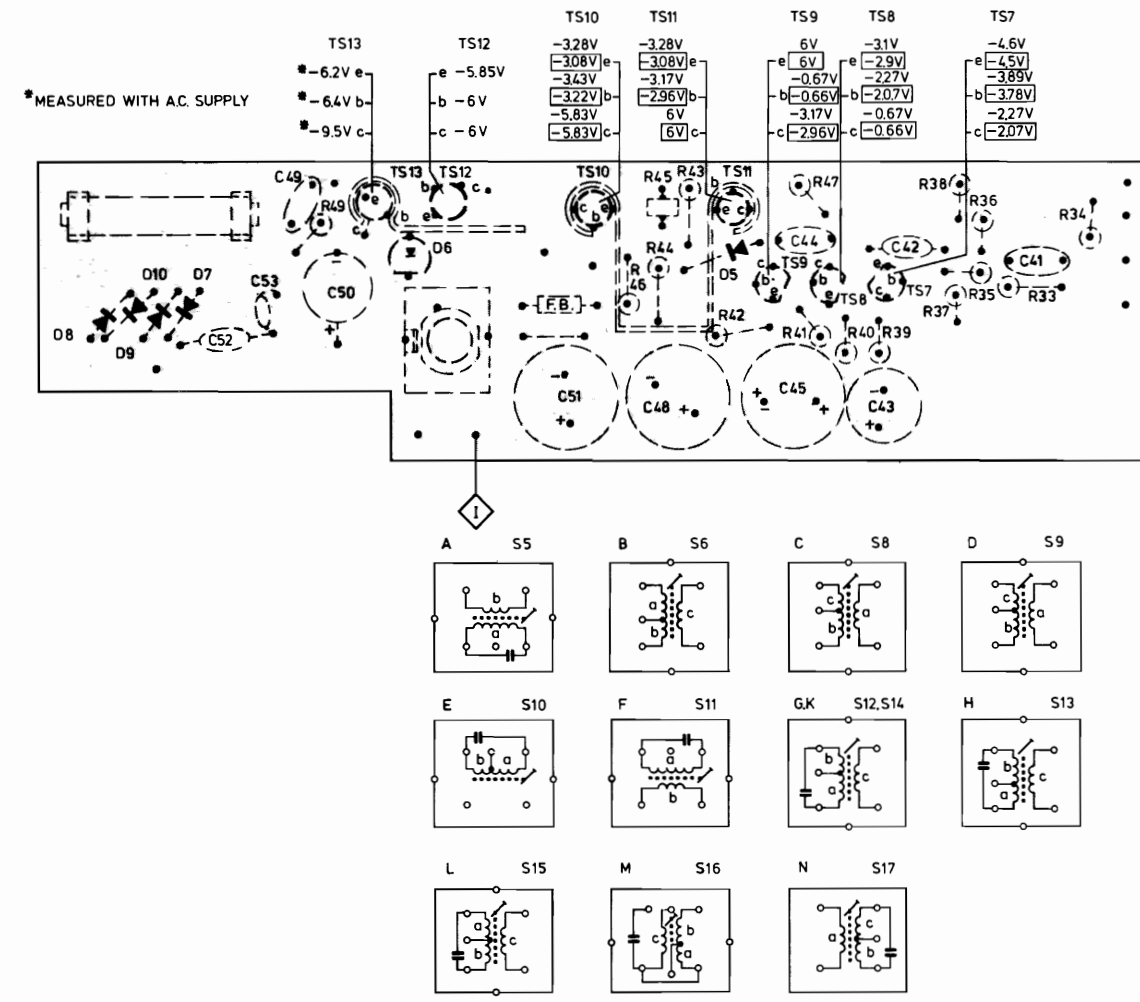 TS10 TS11 TS9 TS8 TS7
TS13 TS12
-3,28V -3,28V 6V -3.1V -4.6V
-3,08V e -3,08V e e 6V e -2.9V e -4,5V
*-6.2V e e -5.85V
-3,43V -3.17V -0.67V -2.27V -3.89V
*MEASURED WITH A.C. SUPPLY
*-6.4V b b -6V
-3.22V b -2.96V b b -0.66V b -2.0.7V b -3.78V
-5,83V 6V -3.17V -0.67V -2,27V
*-9.5V c c -6V
-5.83V c 6V c c -2.96V c -0.66V c -2.07V
C49 TS13 TS12 TS10 R45 R43 TS11 R47 R38
b c b
R49 e c e b e c R36 R34
b e
c D6 C44 C42
D10 D7 C53 R44 D5 TS9 c c e C41
C50 R46 b e b e b c
F.B. TS8 TS7 R35 R33
R37
D8 D9 C52 + R42 R41 R40 R39
- - + - + -
C51 C48 C45 C43
+ + +
I
A S5 B S6 C S8 D S9
b a c c c a
a b b b
E S10 F S11 G.K S12,S14 H S13
b c a a b c b c
b a a
L S15 M S16 N S17
a c c b a c
b a b